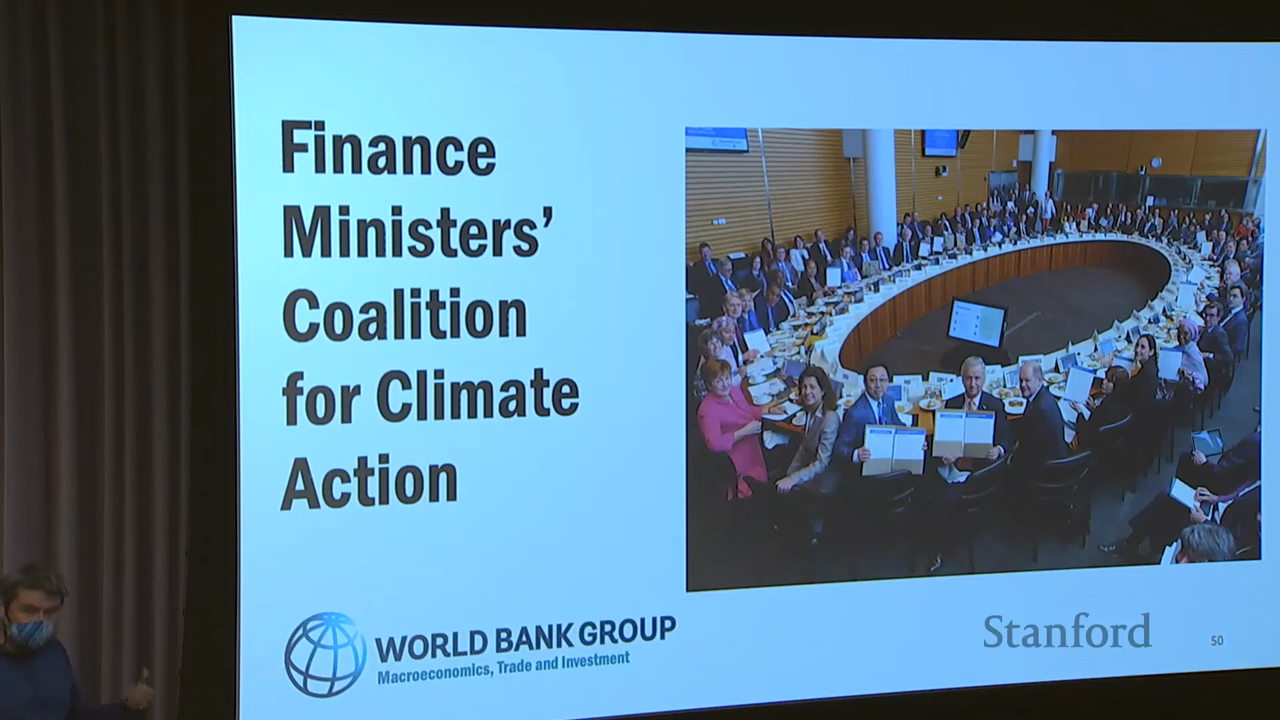 Finance
Ministers’
Coalition
for Climate
Action
WORLD BANK GROUP
Macroeconomics, Trade and Investment
Stanford
50